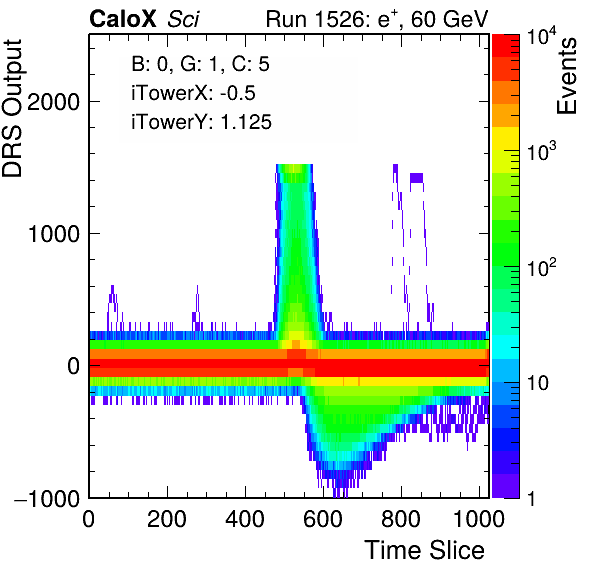 CaloX Sci Run 1526: e+, 60 GeV
B: 0, G: 1, C: 5
iTowerX: -0.5
iTowerY: 1.125
DRS Output
2000
1000
0
−1000
0 200 400 600 800 1000
Time Slice
Events
10^4
10^3
10^2
10
1